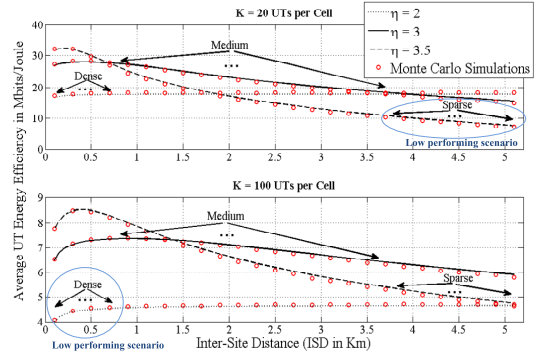 K = 20 UTs per Cell
η = 2
η = 3
η = 3.5
Monte Carlo Simulations
Average UT Energy Efficiency in Mbits/Joule
40
30
20
10
0
Dense
...
Medium
...
Sparse
...
Low performing scenario
0 0.5 1 1.5 2 2.5 3 3.5 4 4.5 5
K = 100 UTs per Cell
9
8
7
6
5
4
Medium
...
Dense
...
Sparse
...
0 0.5 1 1.5 2 2.5 3 3.5 4 4.5 5
Low performing scenario
Inter-Site Distance (ISD in Km)